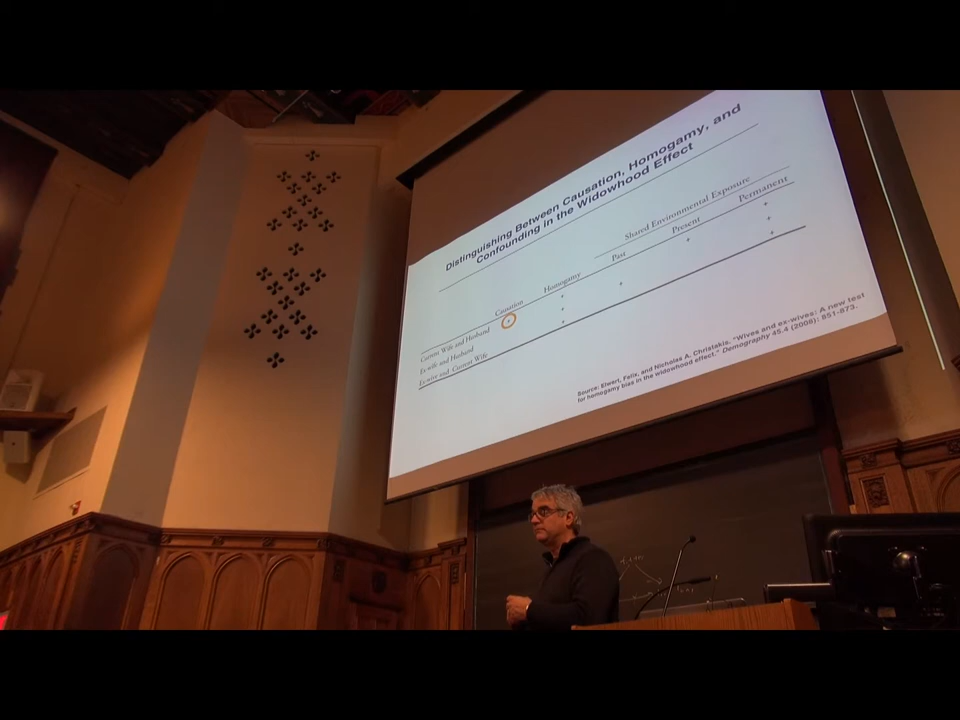 Distinguishing Between Causation, Homogamy, and
Confounding in the Widowhood Effect
Shared Environmental Exposure
Causation Homogamy Past Present Permanent
Current Wife and Husband + + + +
Ex-wife and Husband + + +
Ex-wife and Current Wife + +
Source: Elwert, Felix, and Nicholas A. Christakis. "Wives and ex-wives: A new test
for homogamy bias in the widowhood effect." Demography 45.4 (2008): 851-873.